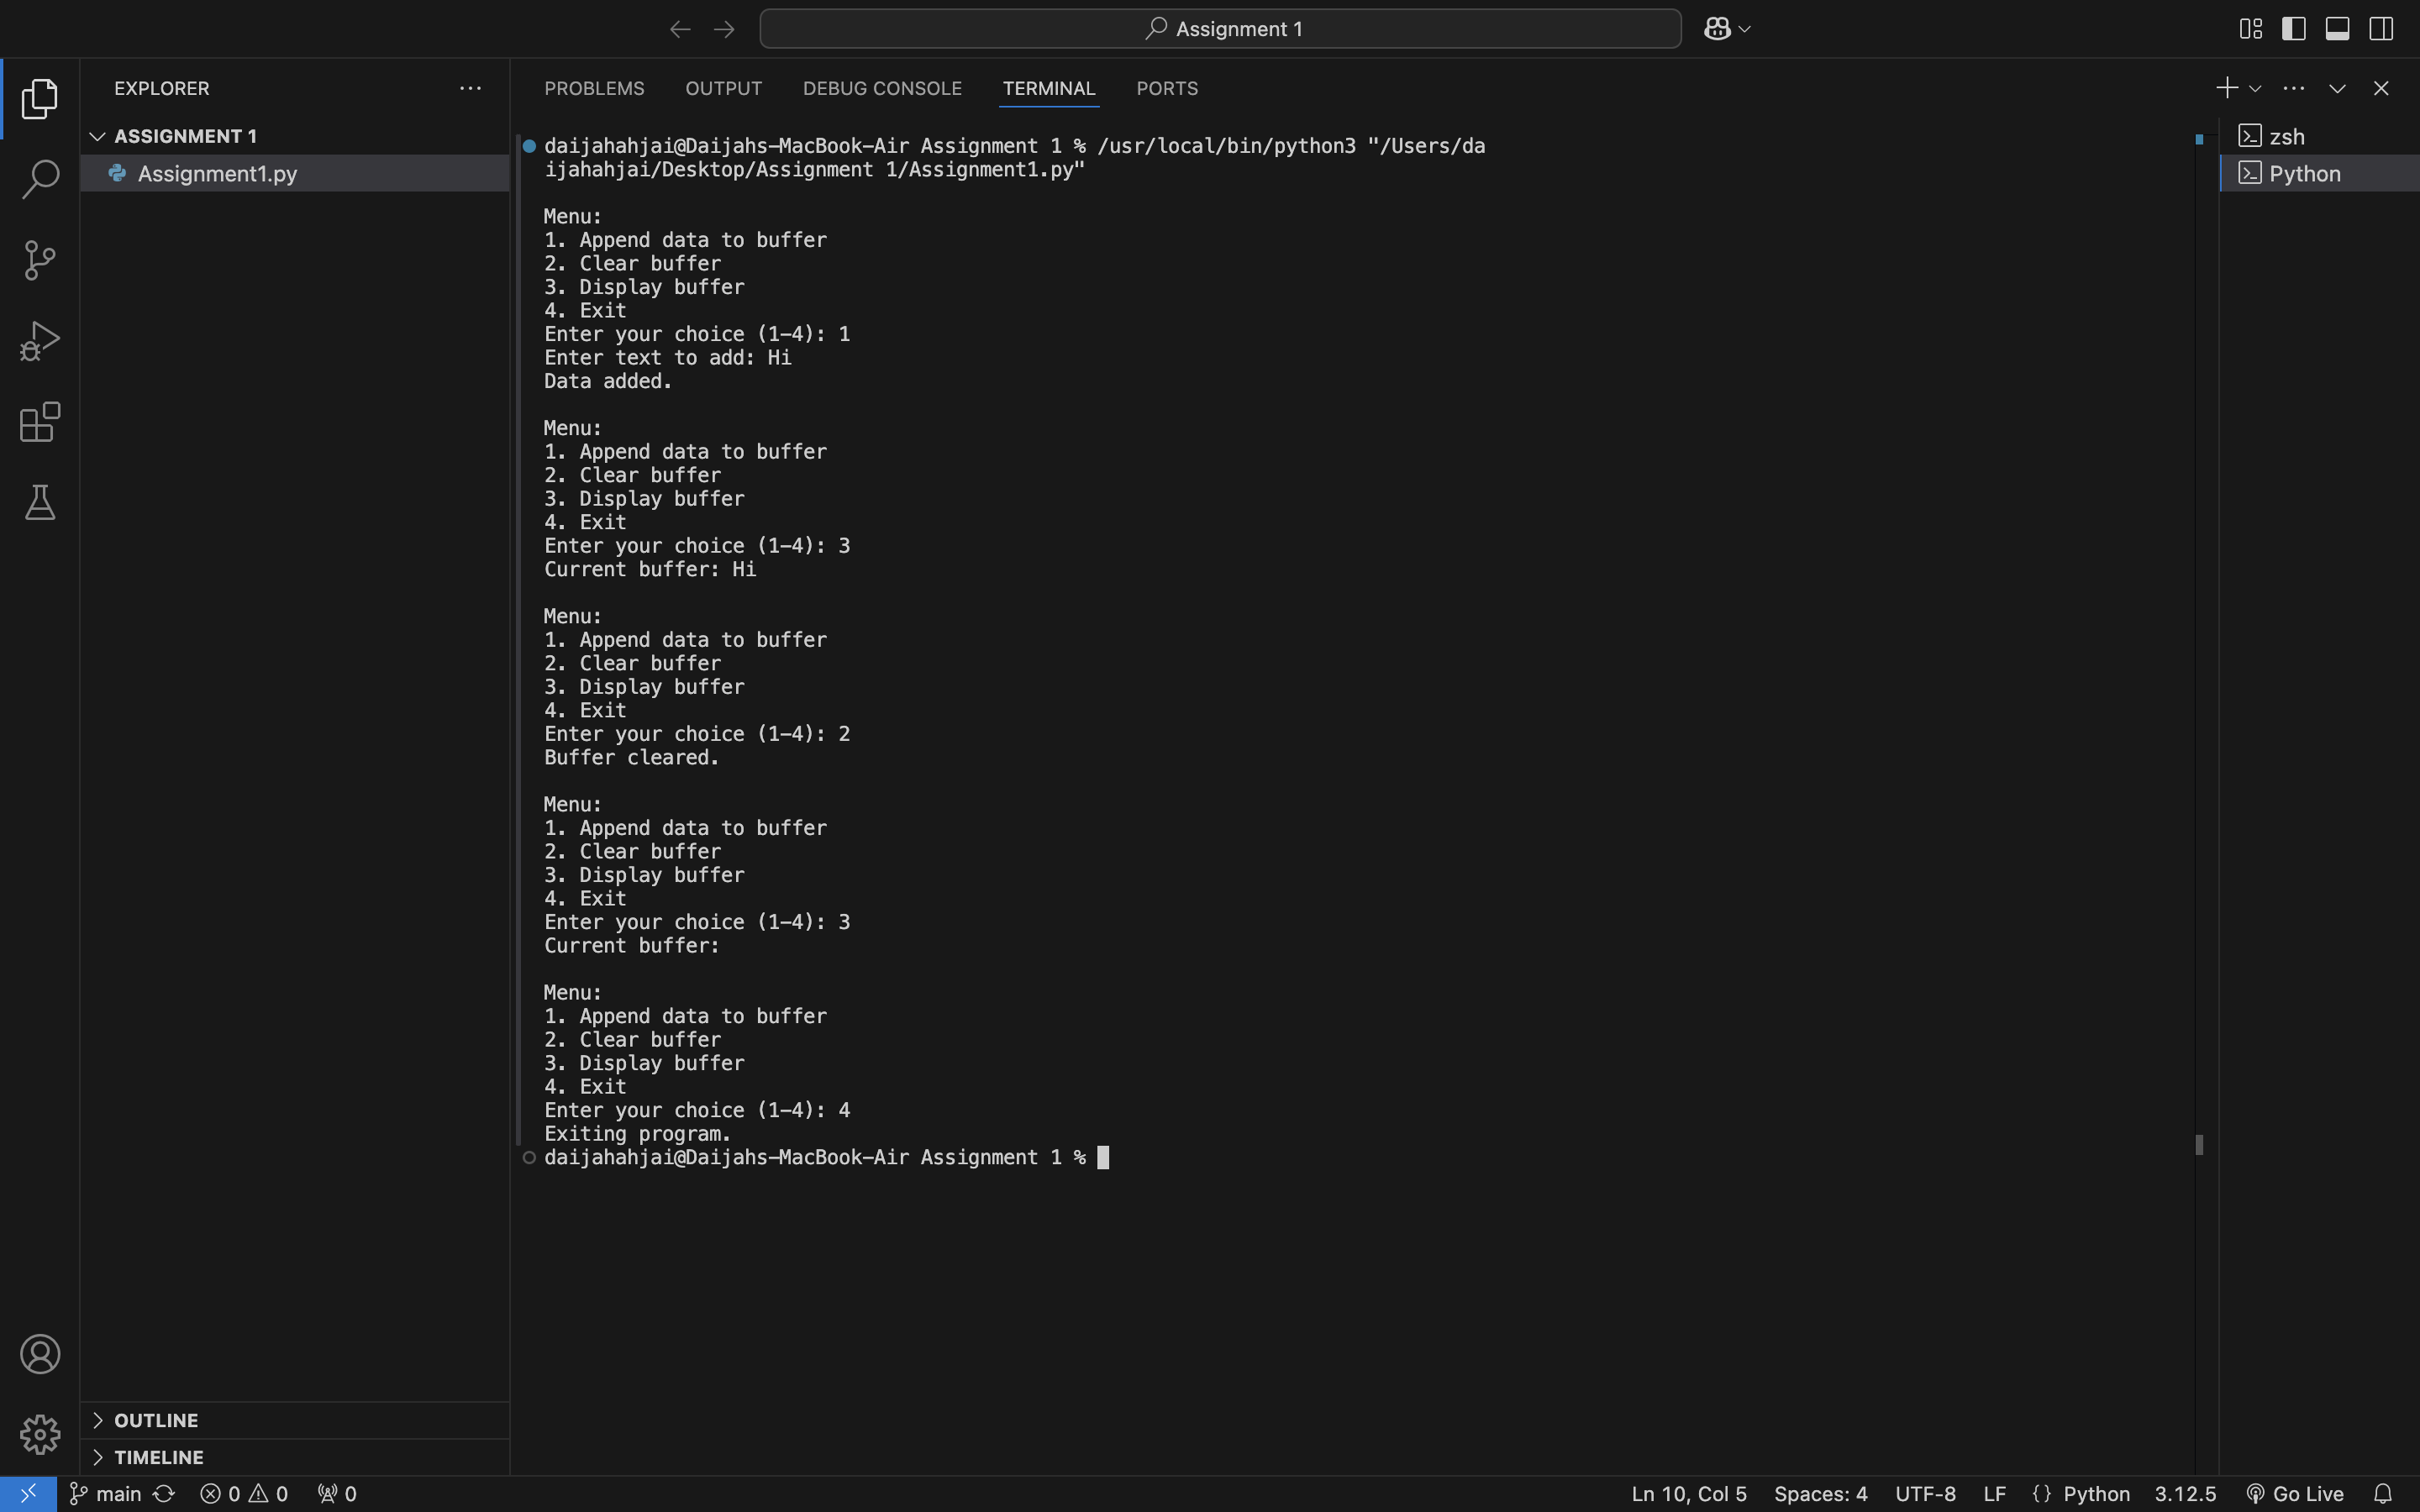 Assignment 1
EXPLORER
ASSIGNMENT 1
Assignment1.py
PROBLEMS OUTPUT DEBUG CONSOLE TERMINAL PORTS
daijahahjai@Daijahs-MacBook-Air Assignment 1 % /usr/local/bin/python3 "/Users/da
ijahahjai/Desktop/Assignment 1/Assignment1.py"
Menu:
1. Append data to buffer
2. Clear buffer
3. Display buffer
4. Exit
Enter your choice (1-4): 1
Enter text to add: Hi
Data added.
Menu:
1. Append data to buffer
2. Clear buffer
3. Display buffer
4. Exit
Enter your choice (1-4): 3
Current buffer: Hi
Menu:
1. Append data to buffer
2. Clear buffer
3. Display buffer
4. Exit
Enter your choice (1-4): 2
Buffer cleared.
Menu:
1. Append data to buffer
2. Clear buffer
3. Display buffer
4. Exit
Enter your choice (1-4): 3
Current buffer:
Menu:
1. Append data to buffer
2. Clear buffer
3. Display buffer
4. Exit
Enter your choice (1-4): 4
Exiting program.
daijahahjai@Daijahs-MacBook-Air Assignment 1 %
zsh
Python
OUTLINE
TIMELINE
main 0 0 0
Ln 10, Col 5 Spaces: 4 UTF-8 LF {} Python 3.12.5 Go Live